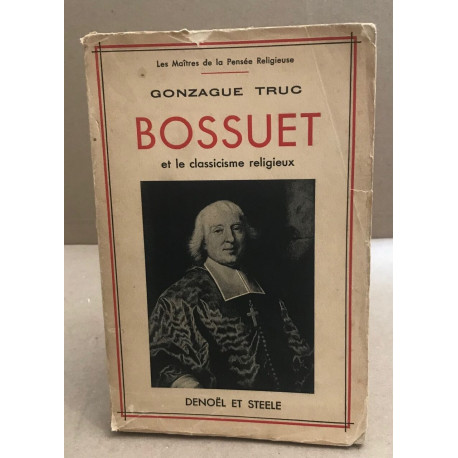 Les Maîtres de la Pensée Religieuse
GONZAGUE TRUC
BOSSUET
et le classicisme religieux
DENOËL ET STEELE